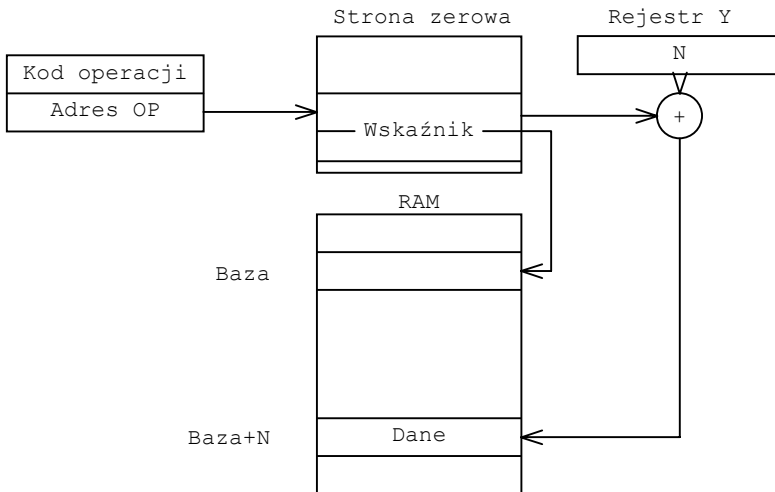 Strona zerowa
Rejestr Y
N
Kod operacji
Adres OP
+
Wskaźnik
RAM
Baza
Baza+N
Dane